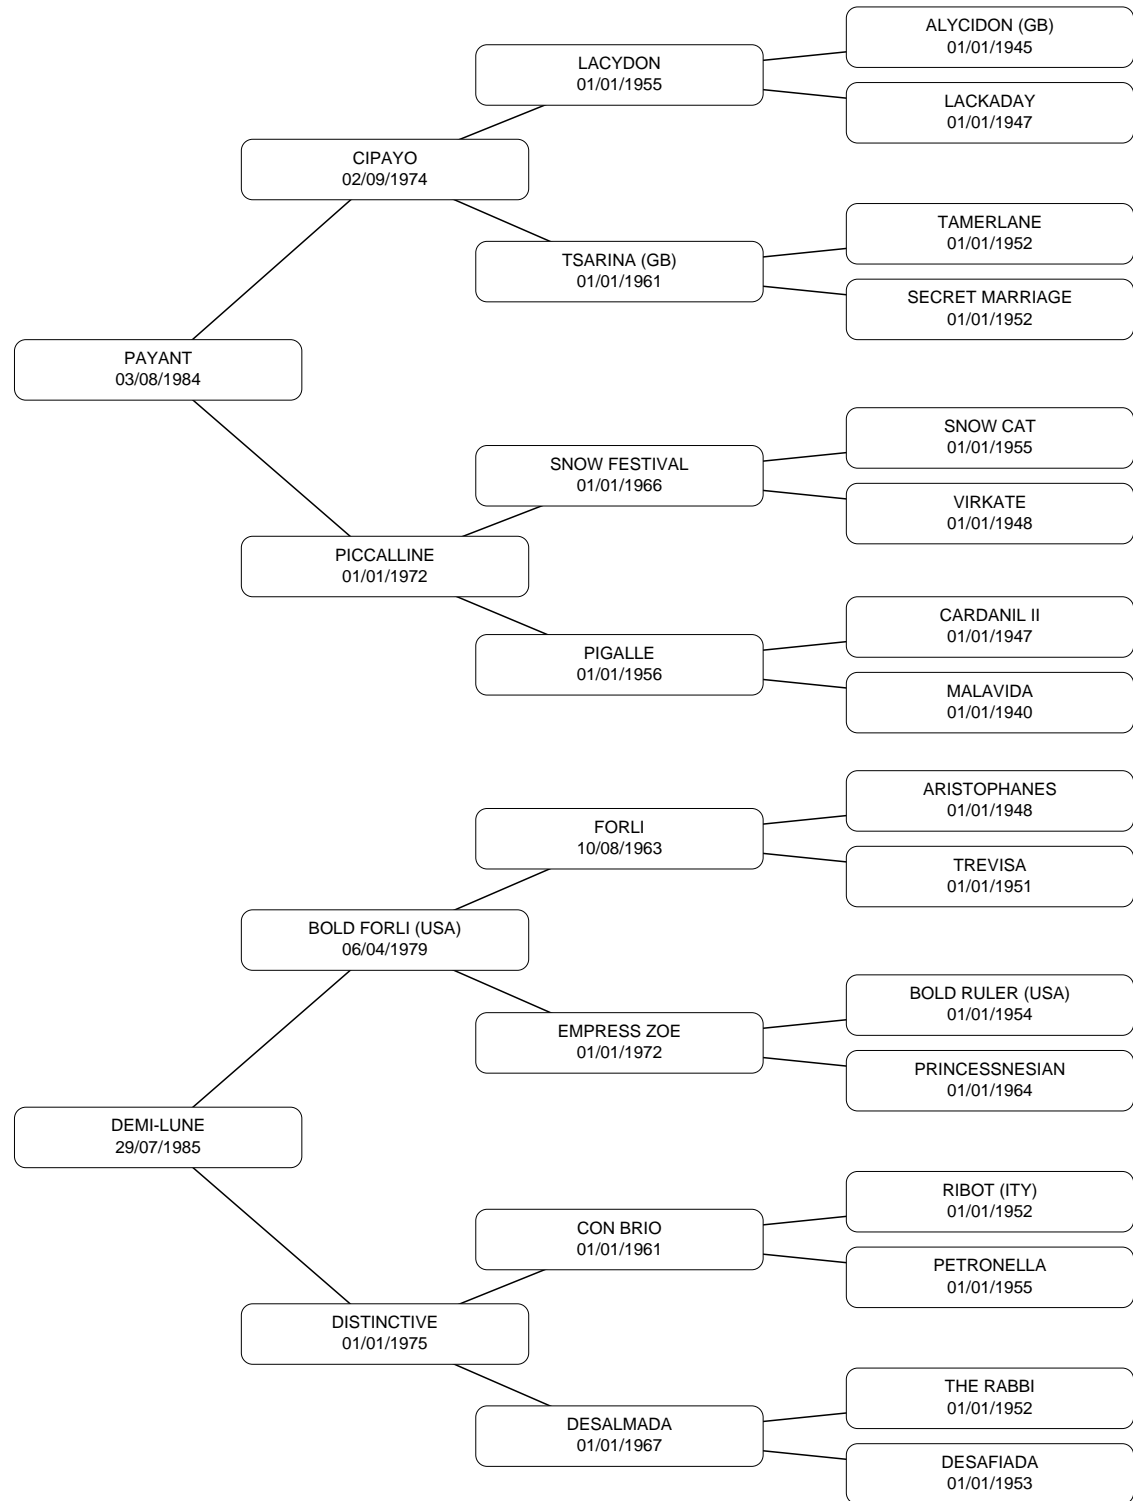 ALYCIDON (GB)
01/01/1945
LACYDON
01/01/1955
LACKADAY
01/01/1947
CIPAYO
02/09/1974
TAMERLANE
01/01/1952
TSARINA (GB)
01/01/1961
SECRET MARRIAGE
01/01/1952
PAYANT
03/08/1984
SNOW CAT
01/01/1955
SNOW FESTIVAL
01/01/1966
VIRKATE
01/01/1948
PICCALLINE
01/01/1972
CARDANIL II
01/01/1947
PIGALLE
01/01/1956
MALAVIDA
01/01/1940
ARISTOPHANES
01/01/1948
FORLI
10/08/1963
TREVISA
01/01/1951
BOLD FORLI (USA)
06/04/1979
BOLD RULER (USA)
01/01/1954
EMPRESS ZOE
01/01/1972
PRINCESSNESIAN
01/01/1964
DEMI-LUNE
29/07/1985
RIBOT (ITY)
01/01/1952
CON BRIO
01/01/1961
PETRONELLA
01/01/1955
DISTINCTIVE
01/01/1975
THE RABBI
01/01/1952
DESALMADA
01/01/1967
DESAFIADA
01/01/1953